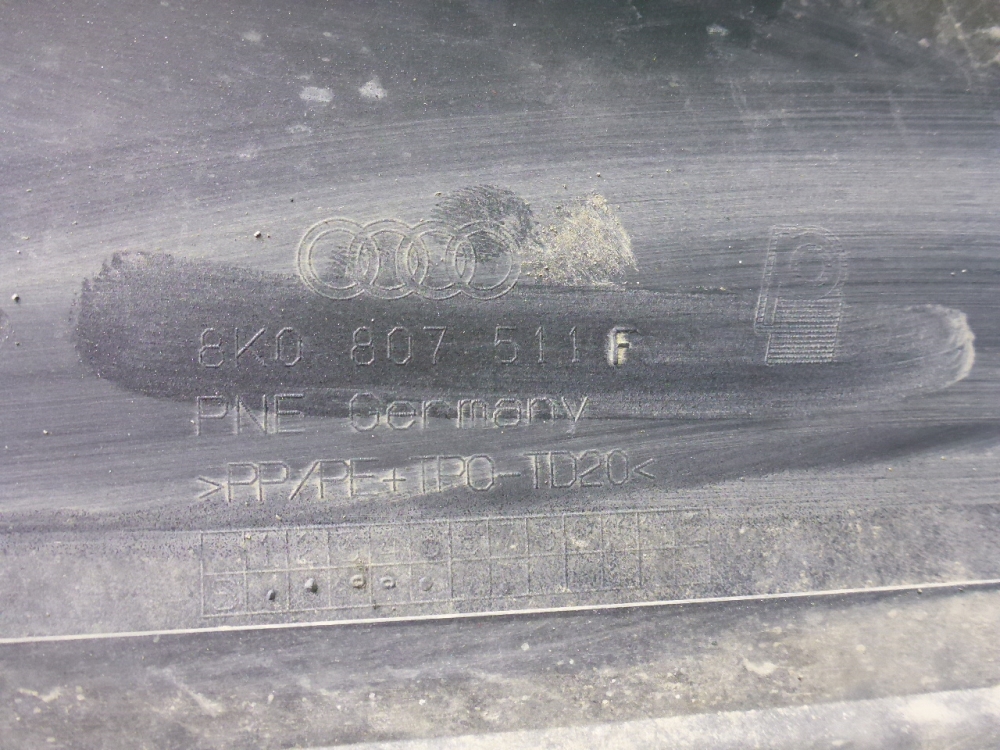 8K0 807 511 F
PNE Germany
>PP/PE+TPO-TD20<